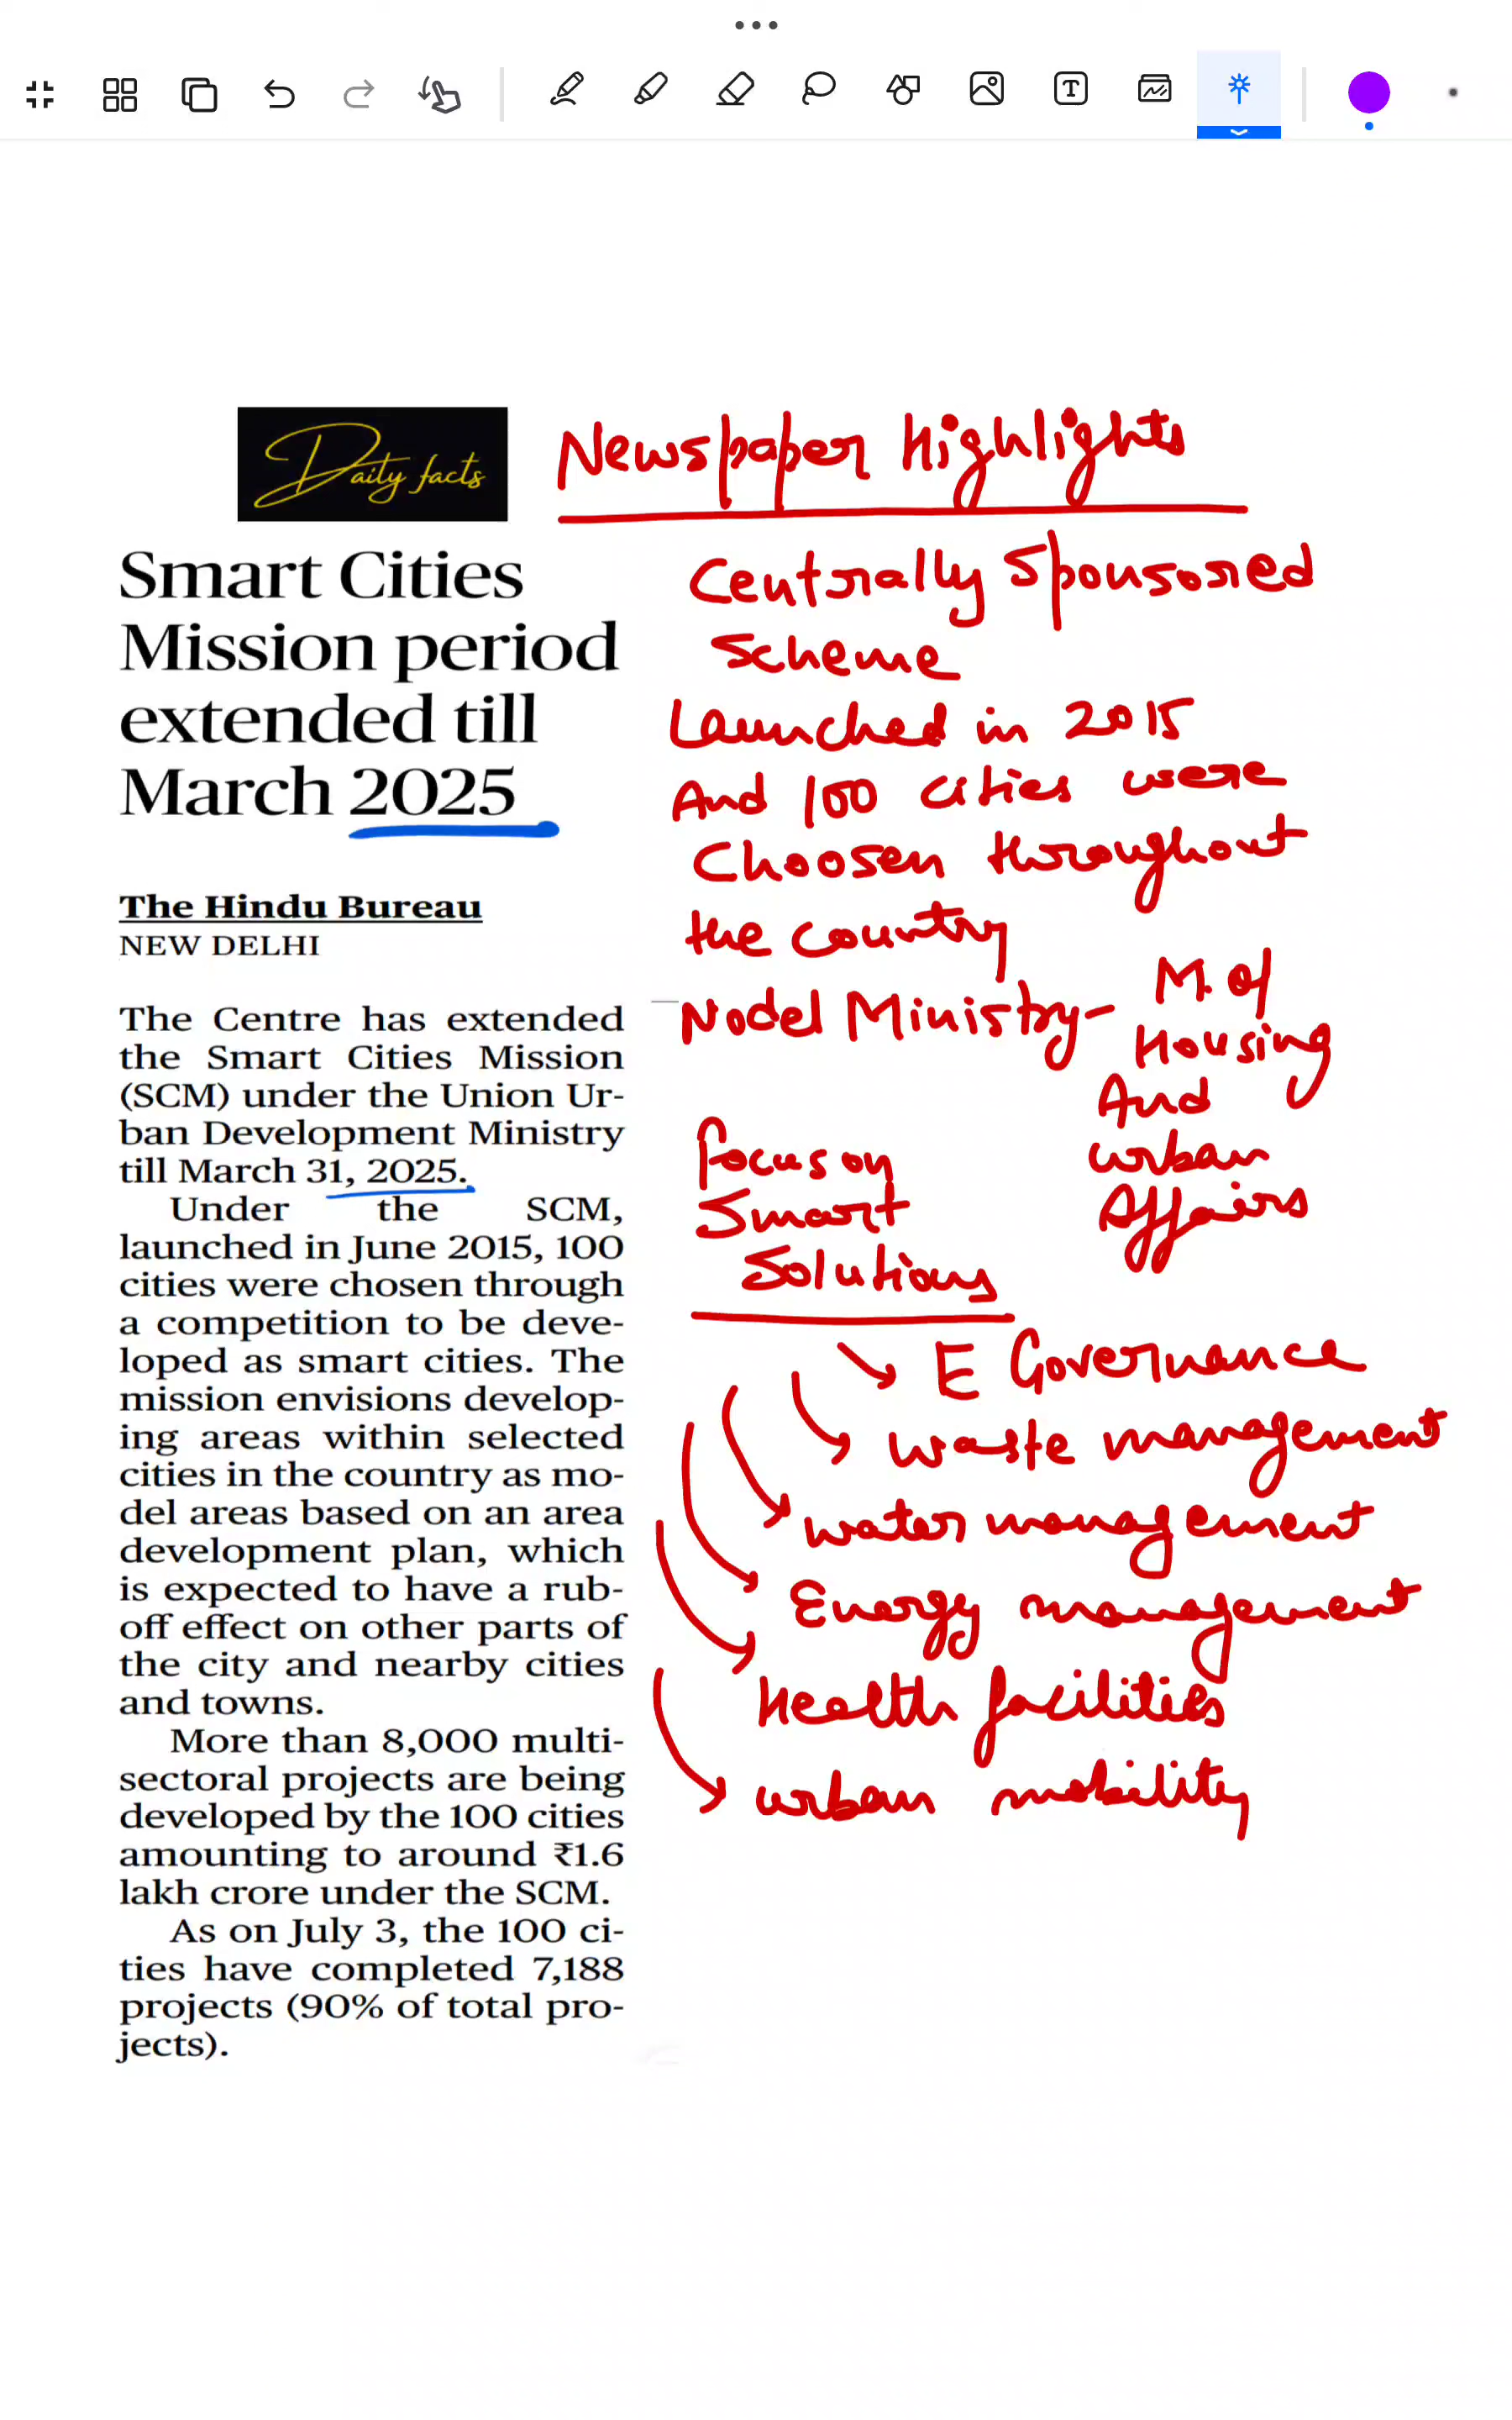 Daily facts
Newspaper Highlights
Smart Cities
Mission period
extended till
March 2025
The Hindu Bureau
NEW DELHI
The Centre has extended
the Smart Cities Mission
(SCM) under the Union Ur-
ban Development Ministry
till March 31, 2025.
Under the SCM,
launched in June 2015, 100
cities were chosen through
a competition to be deve-
loped as smart cities. The
mission envisions develop-
ing areas within selected
cities in the country as mo-
del areas based on an area
development plan, which
is expected to have a rub-
off effect on other parts of
the city and nearby cities
and towns.
More than 8,000 multi-
sectoral projects are being
developed by the 100 cities
amounting to around ₹1.6
lakh crore under the SCM.
As on July 3, the 100 ci-
ties have completed 7,188
projects (90% of total pro-
jects).
Centrally Sponsored
Scheme
Launched in 2015
And 100 cities were
Choosen throughout
the country
Nodel Ministry- M. of
Housing
And
urban
Affairs
focus on
Smart
Solutions
E Governance
waste management
water management
Energy management
Health facilities
urban mobility